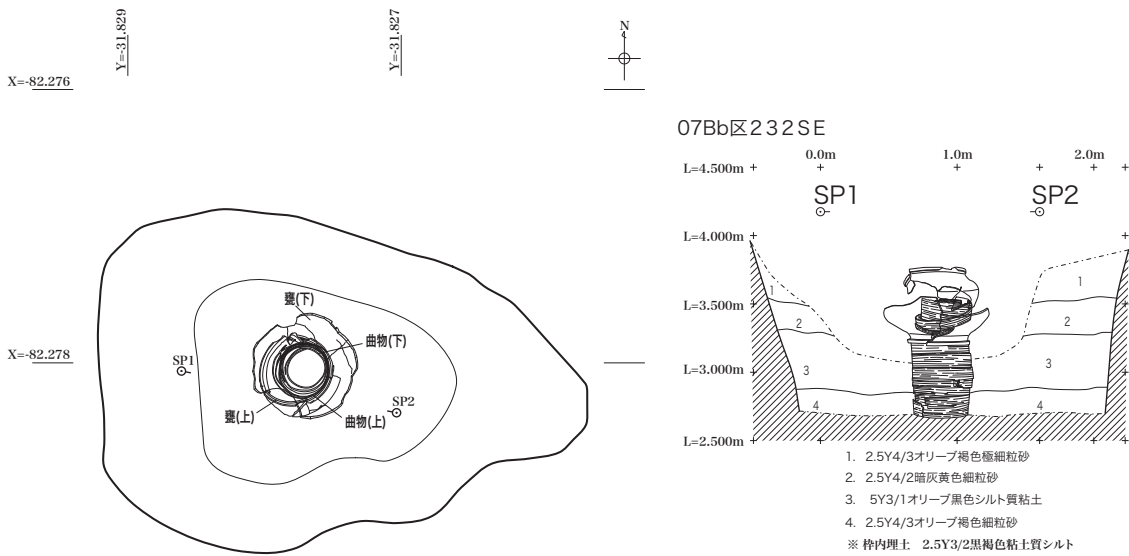 Y=-31.829
Y=-31.827
N
X=-82.276
X=-82.278
甕(下)
曲物(下)
SP1
SP2
甕(上)
曲物(上)
07Bb区232SE
0.0m 1.0m 2.0m
L=4.500m
SP1 SP2
L=4.000m
1 1
L=3.500m
2 2
L=3.000m
3 3
4 4
L=2.500m
1. 2.5Y4/3オリーブ褐色極細粒砂
2. 2.5Y4/2暗灰黄色細粒砂
3. 5Y3/1オリーブ黒色シルト質粘土
4. 2.5Y4/3オリーブ褐色細粒砂
※ 枠内埋土 2.5Y3/2黒褐色粘土質シルト